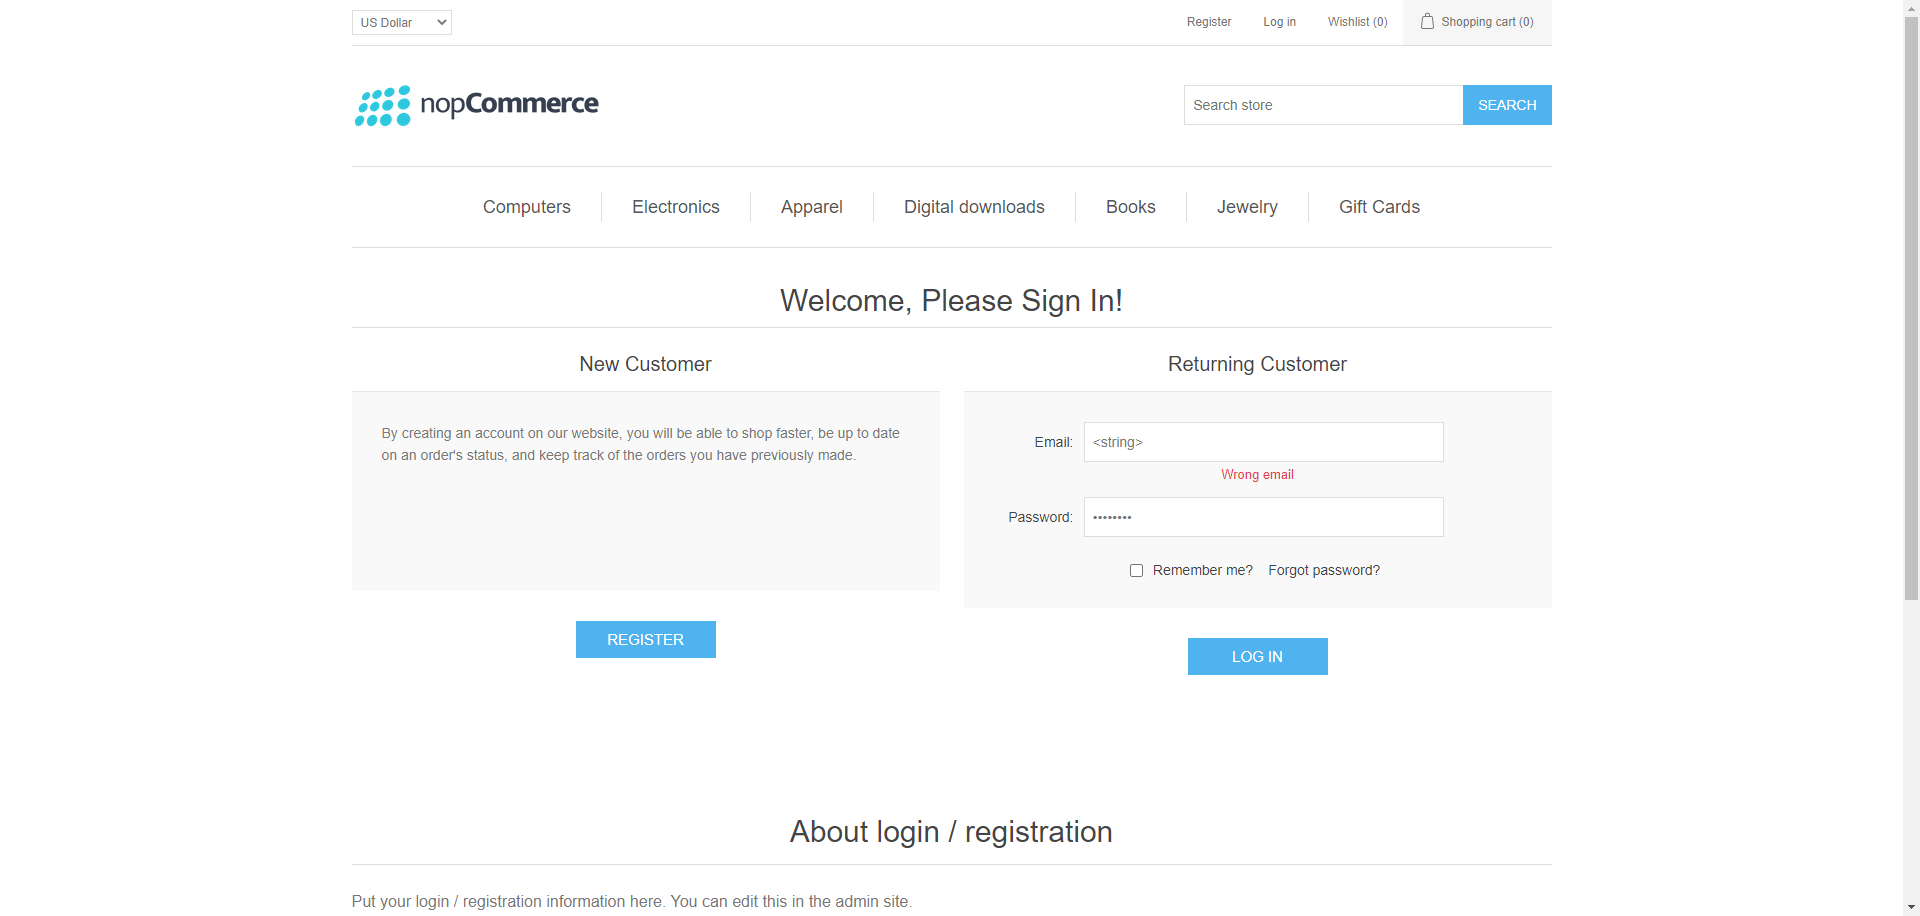 US Dollar
Register
Log in
Wishlist (0)
Shopping cart (0)
nopCommerce
Search store
SEARCH
Computers
Electronics
Apparel
Digital downloads
Books
Jewelry
Gift Cards
Welcome, Please Sign In!
New Customer
By creating an account on our website, you will be able to shop faster, be up to date
on an order's status, and keep track of the orders you have previously made.
REGISTER
Returning Customer
Email:
<string>
Wrong email
Password:
••••••••
Remember me?
Forgot password?
LOG IN
About login / registration
Put your login / registration information here. You can edit this in the admin site.